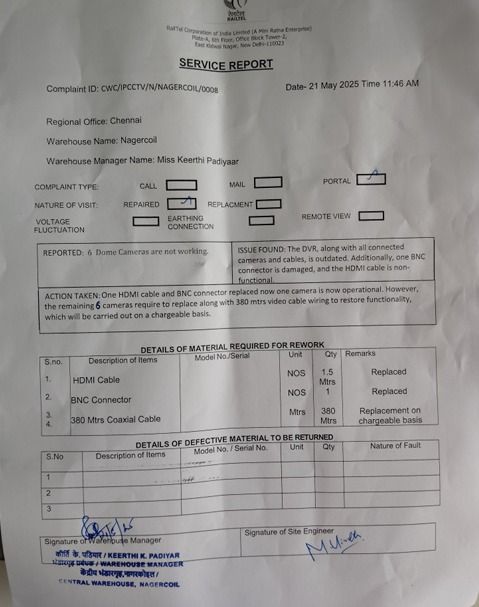 RAILTEL
RailTel Corporation of India Limited (A Mini Ratna Enterprise)
Plate-A, 6th Floor, Office Block Tower-2,
East Kidwai Nagar, New Delhi-110023
SERVICE REPORT
Complaint ID: CWC/IPCCTV/N/NAGERCOIL/0008 Date- 21 May 2025 Time 11:46 AM
Regional Office: Chennai
Warehouse Name: Nagercoil
Warehouse Manager Name: Miss Keerthi Padiyaar
COMPLAINT TYPE: CALL MAIL PORTAL
NATURE OF VISIT: REPAIRED REPLACMENT
VOLTAGE FLUCTUATION EARTHING CONNECTION REMOTE VIEW
REPORTED: 6 Dome Cameras are not working.
ISSUE FOUND: The DVR, along with all connected
cameras and cables, is outdated. Additionally, one BNC
connector is damaged, and the HDMI cable is non-
functional.
ACTION TAKEN: One HDMI cable and BNC connector replaced now one camera is now operational. However,
the remaining 6 cameras require to replace along with 380 mtrs video cable wiring to restore functionality,
which will be carried out on a chargeable basis.
DETAILS OF MATERIAL REQUIRED FOR REWORK
S.no. Description of Items Model No./Serial Unit Qty Remarks
1. HDMI Cable NOS 1.5 Mtrs Replaced
2. BNC Connector NOS 1 Replaced
3. 380 Mtrs Coaxial Cable Mtrs 380 Mtrs Replacement on chargeable basis
4.
DETAILS OF DEFECTIVE MATERIAL TO BE RETURNED
S.No Description of Items Model No. / Serial No. Unit Qty Nature of Fault
1
2
3
Signature of Warehouse Manager Signature of Site Engineer
कीर्ति के. पडियार / KEERTHI K. PADIYAR
भंडारगृह प्रबंधक / WAREHOUSE MANAGER
केंद्रीय भंडारगृह, नागरकोइल /
CENTRAL WAREHOUSE, NAGERCOIL